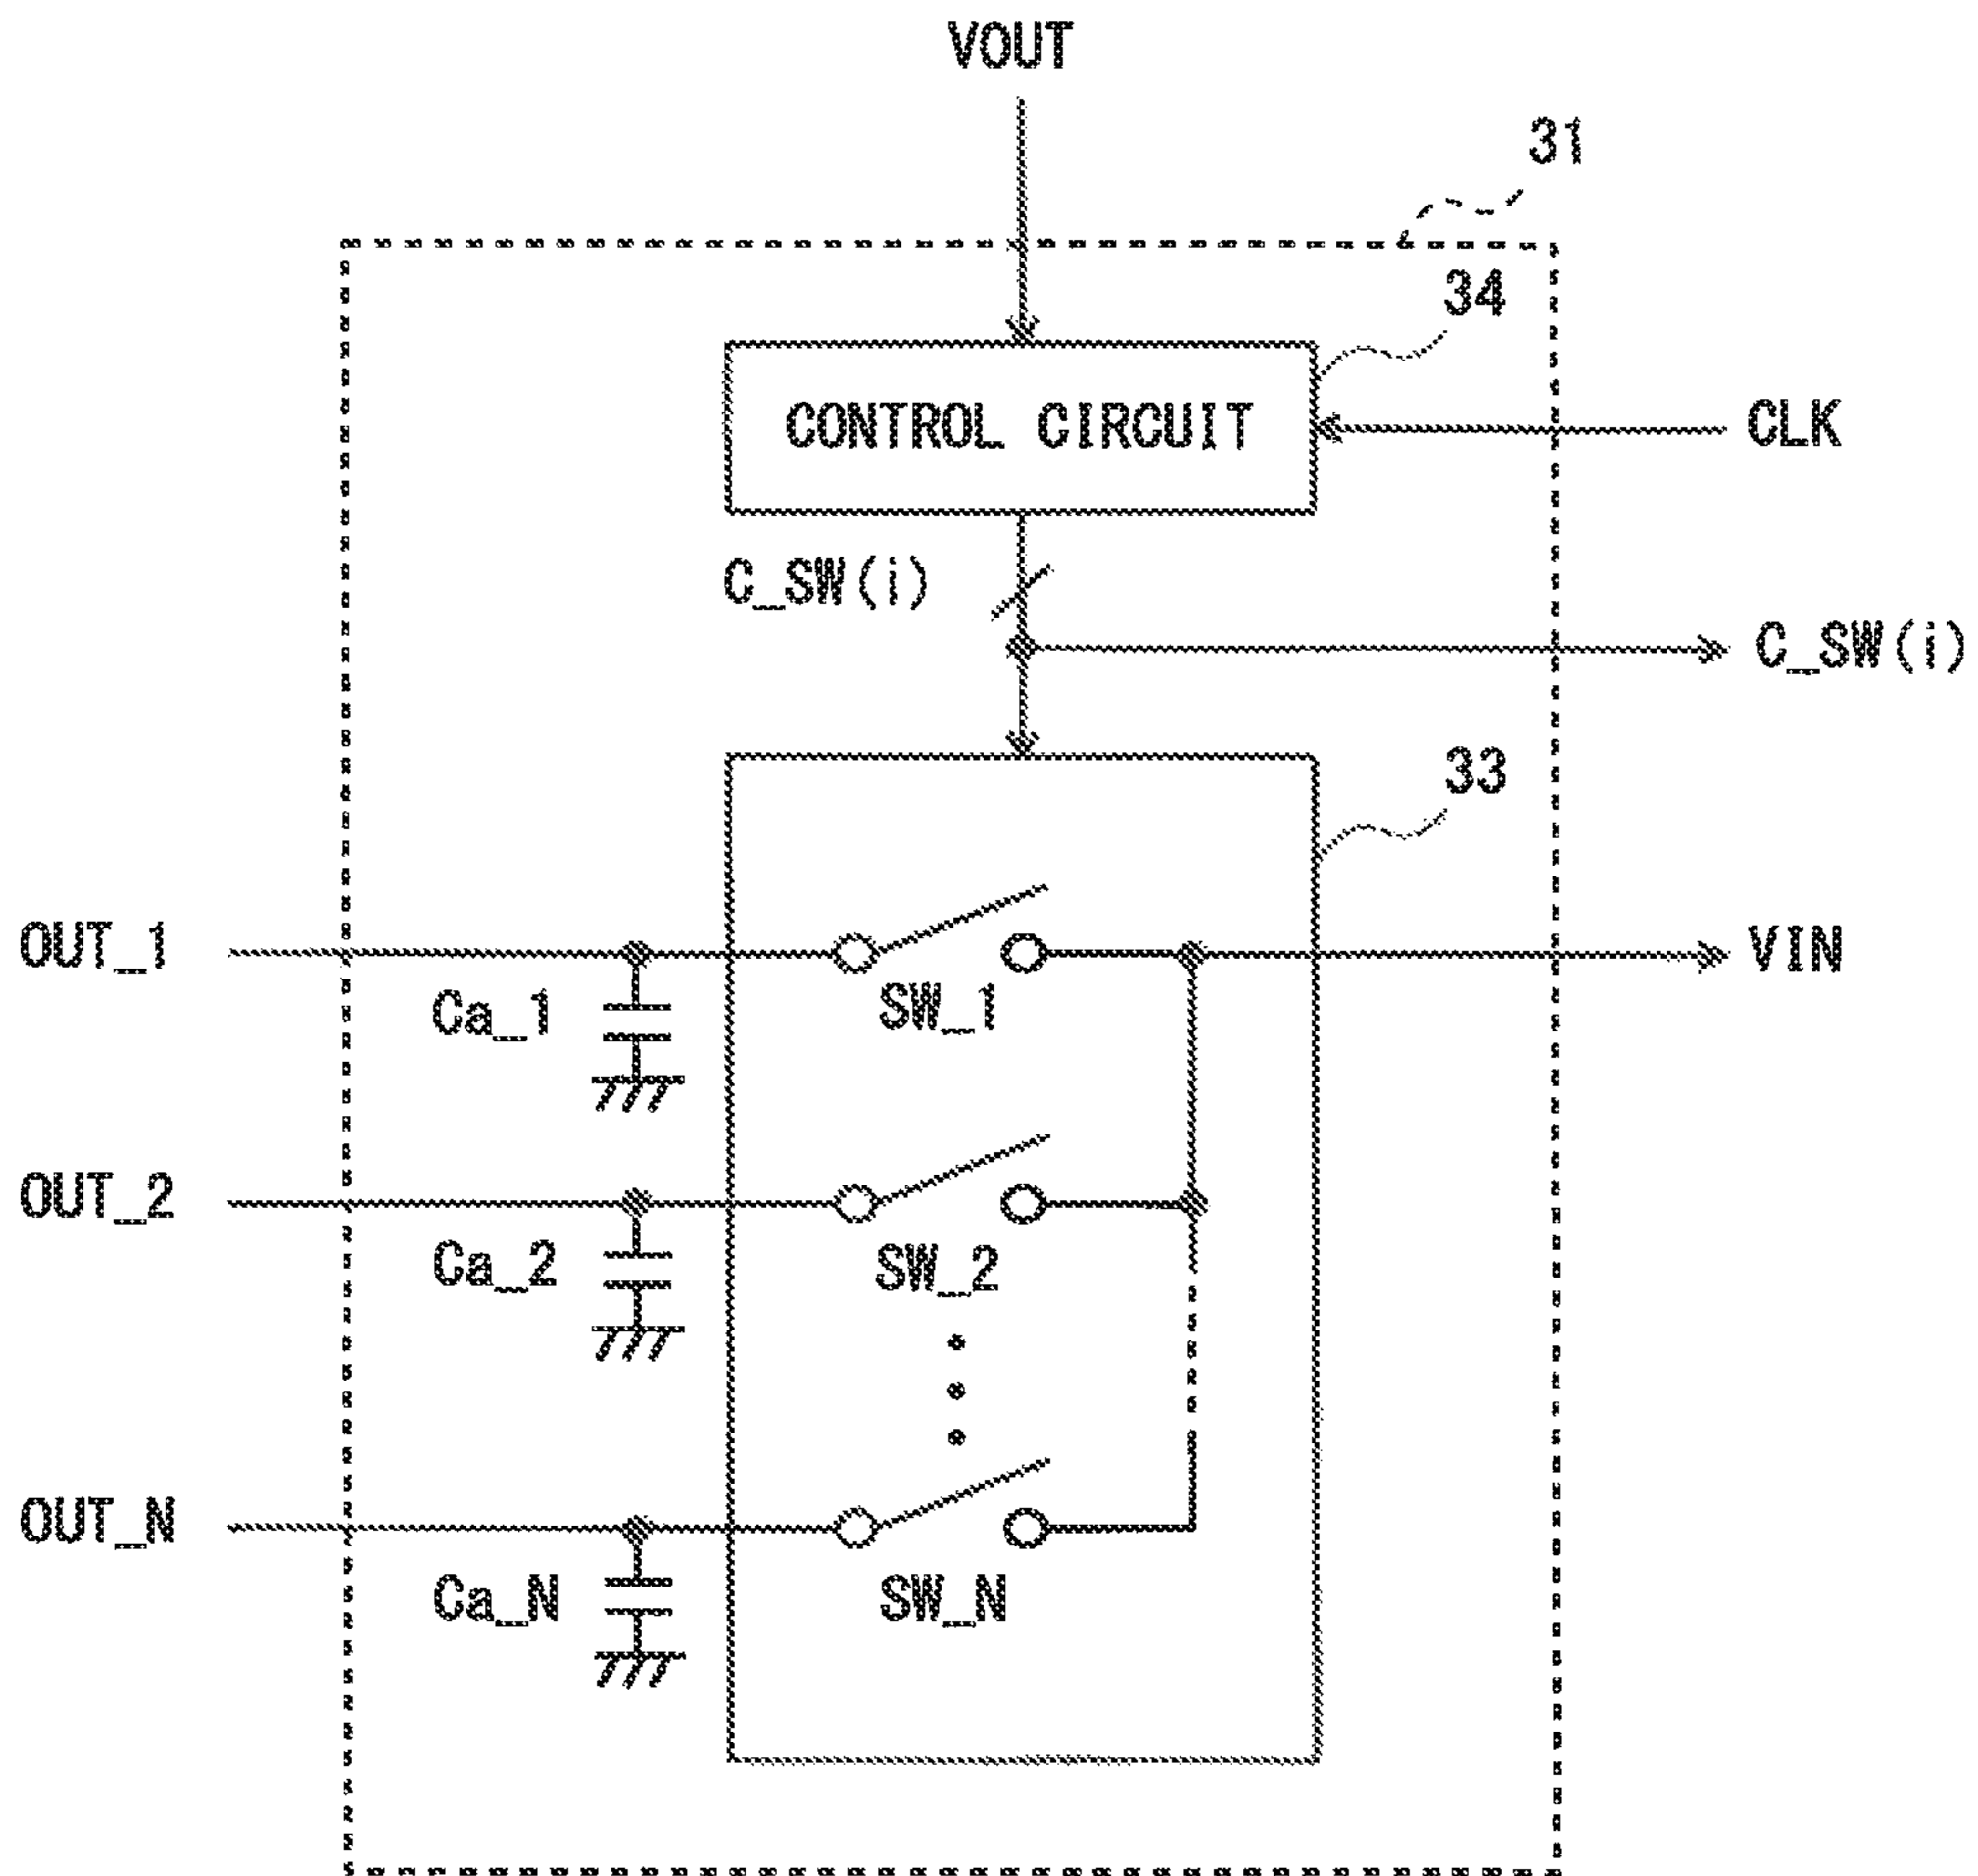 VOUT
31
34
CONTROL CIRCUIT
CLK
C_SW(i)
C_SW(i)
33
OUT_1
VIN
Ca_1
SW_1
OUT_2
Ca_2
SW_2
OUT_N
Ca_N
SW_N